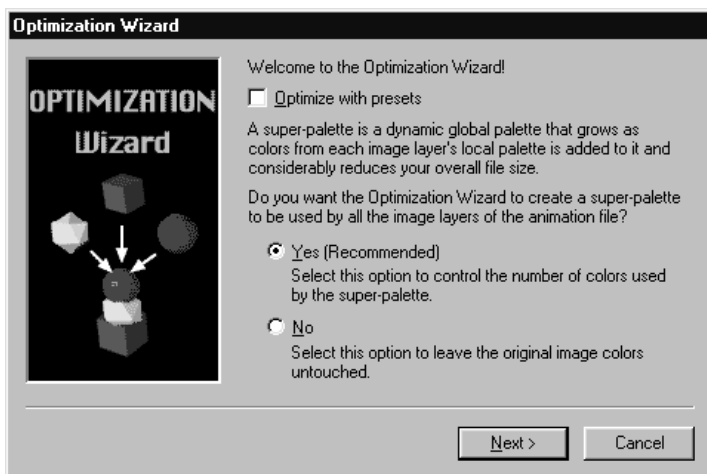 Optimization Wizard
OPTIMIZATION
Wizard
Welcome to the Optimization Wizard!
Optimize with presets
A super-palette is a dynamic global palette that grows as
colors from each image layer's local palette is added to it and
considerably reduces your overall file size.
Do you want the Optimization Wizard to create a super-palette
to be used by all the image layers of the animation file?
Yes (Recommended)
Select this option to control the number of colors used
by the super-palette.
No
Select this option to leave the original image colors
untouched.
Next >
Cancel